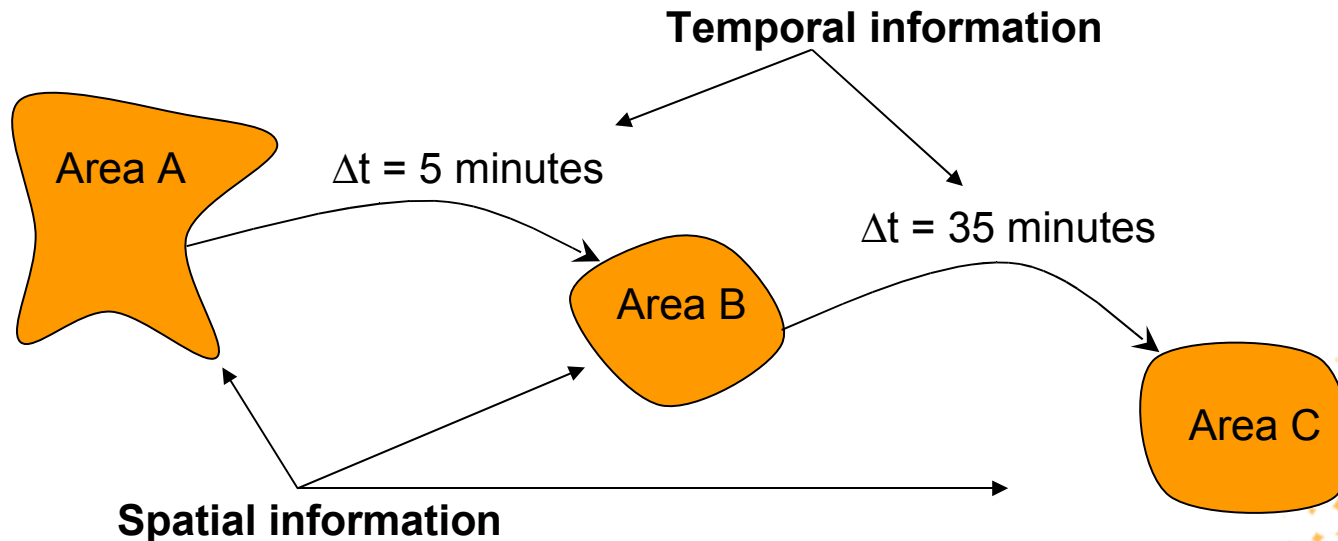 Temporal information
Area A
Δt = 5 minutes
Δt = 35 minutes
Area B
Area C
Spatial information